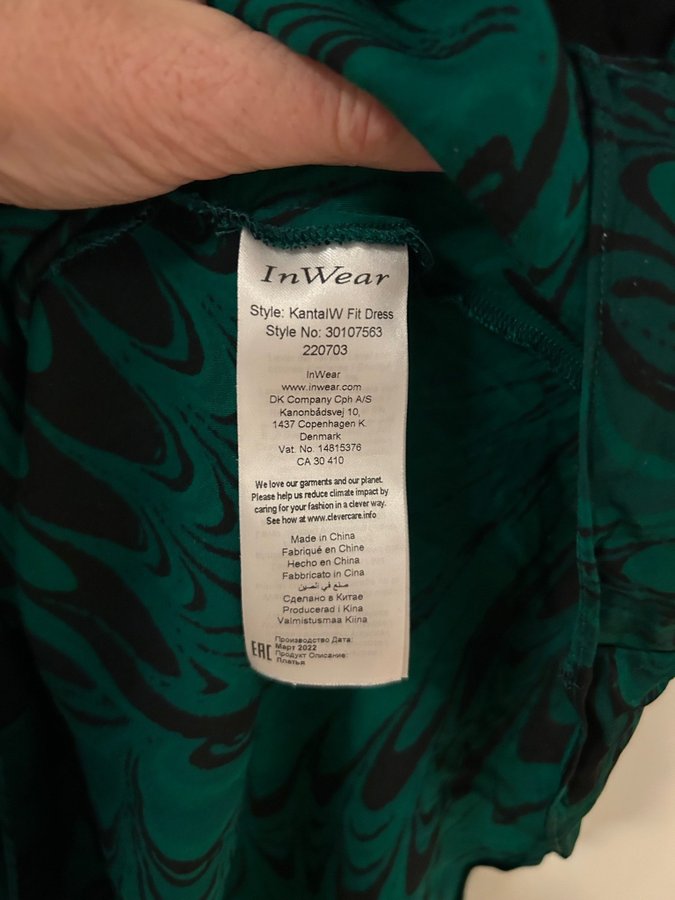 InWear
Style: KantaIW Fit Dress
Style No: 30107563
220703
InWear
www.inwear.com
DK Company Cph A/S
Kanonbådsvej 10,
1437 Copenhagen K
Denmark
Vat. No. 14815376
CA 30 410
We love our garments and our planet.
Please help us reduce climate impact by
caring for your fashion in a clever way.
See how at www.clevercare.info
Made in China
Fabriqué en Chine
Hecho en China
Fabbricato in Cina
صنع في الصين
Сделано в Китае
Producerad i Kina
Valmistusmaa Kiina
EAC
Производство Дата:
Март 2022
Продукт Описание:
Платья